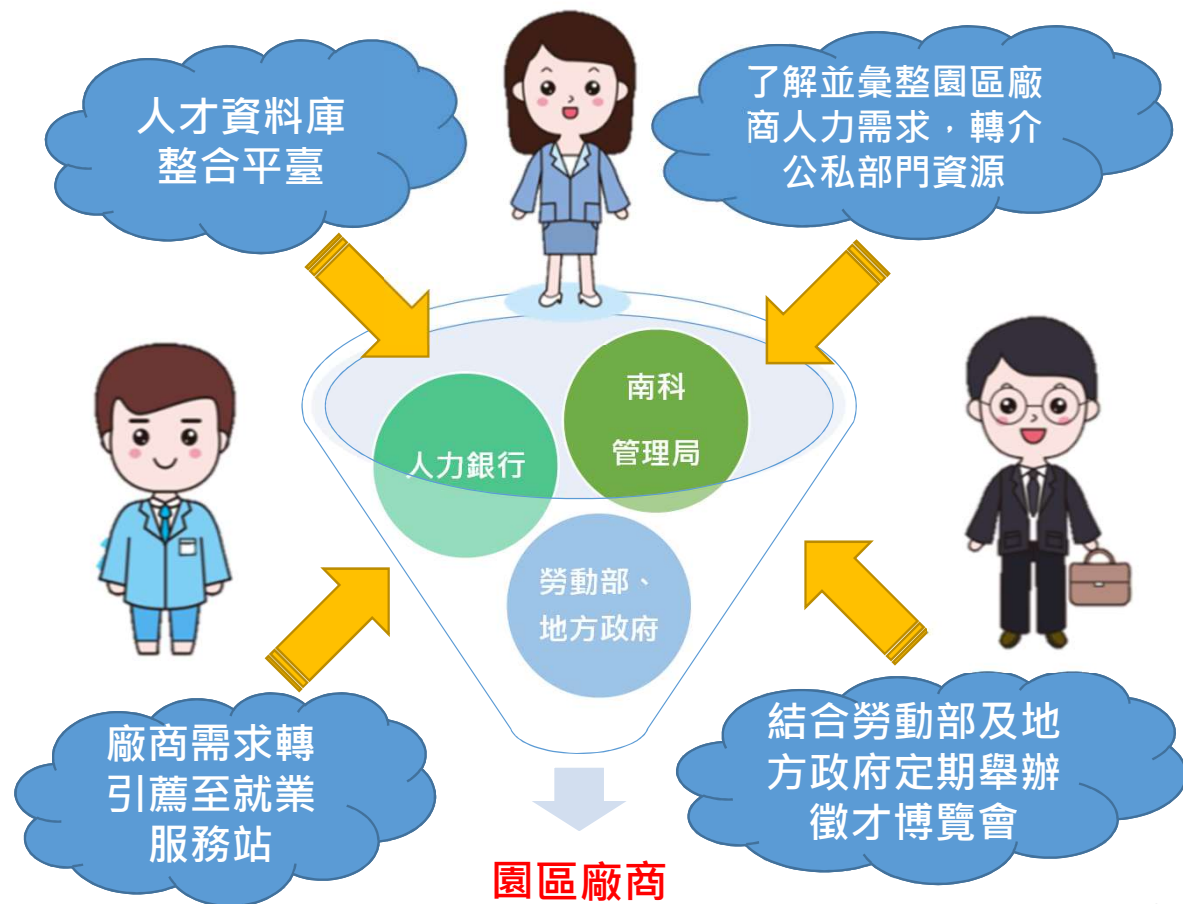 人才資料庫
整合平臺
了解並彙整園區廠
商人力需求，轉介
公私部門資源
南科
管理局
人力銀行
勞動部、
地方政府
廠商需求轉
引薦至就業
服務站
結合勞動部及地
方政府定期舉辦
徵才博覽會
園區廠商